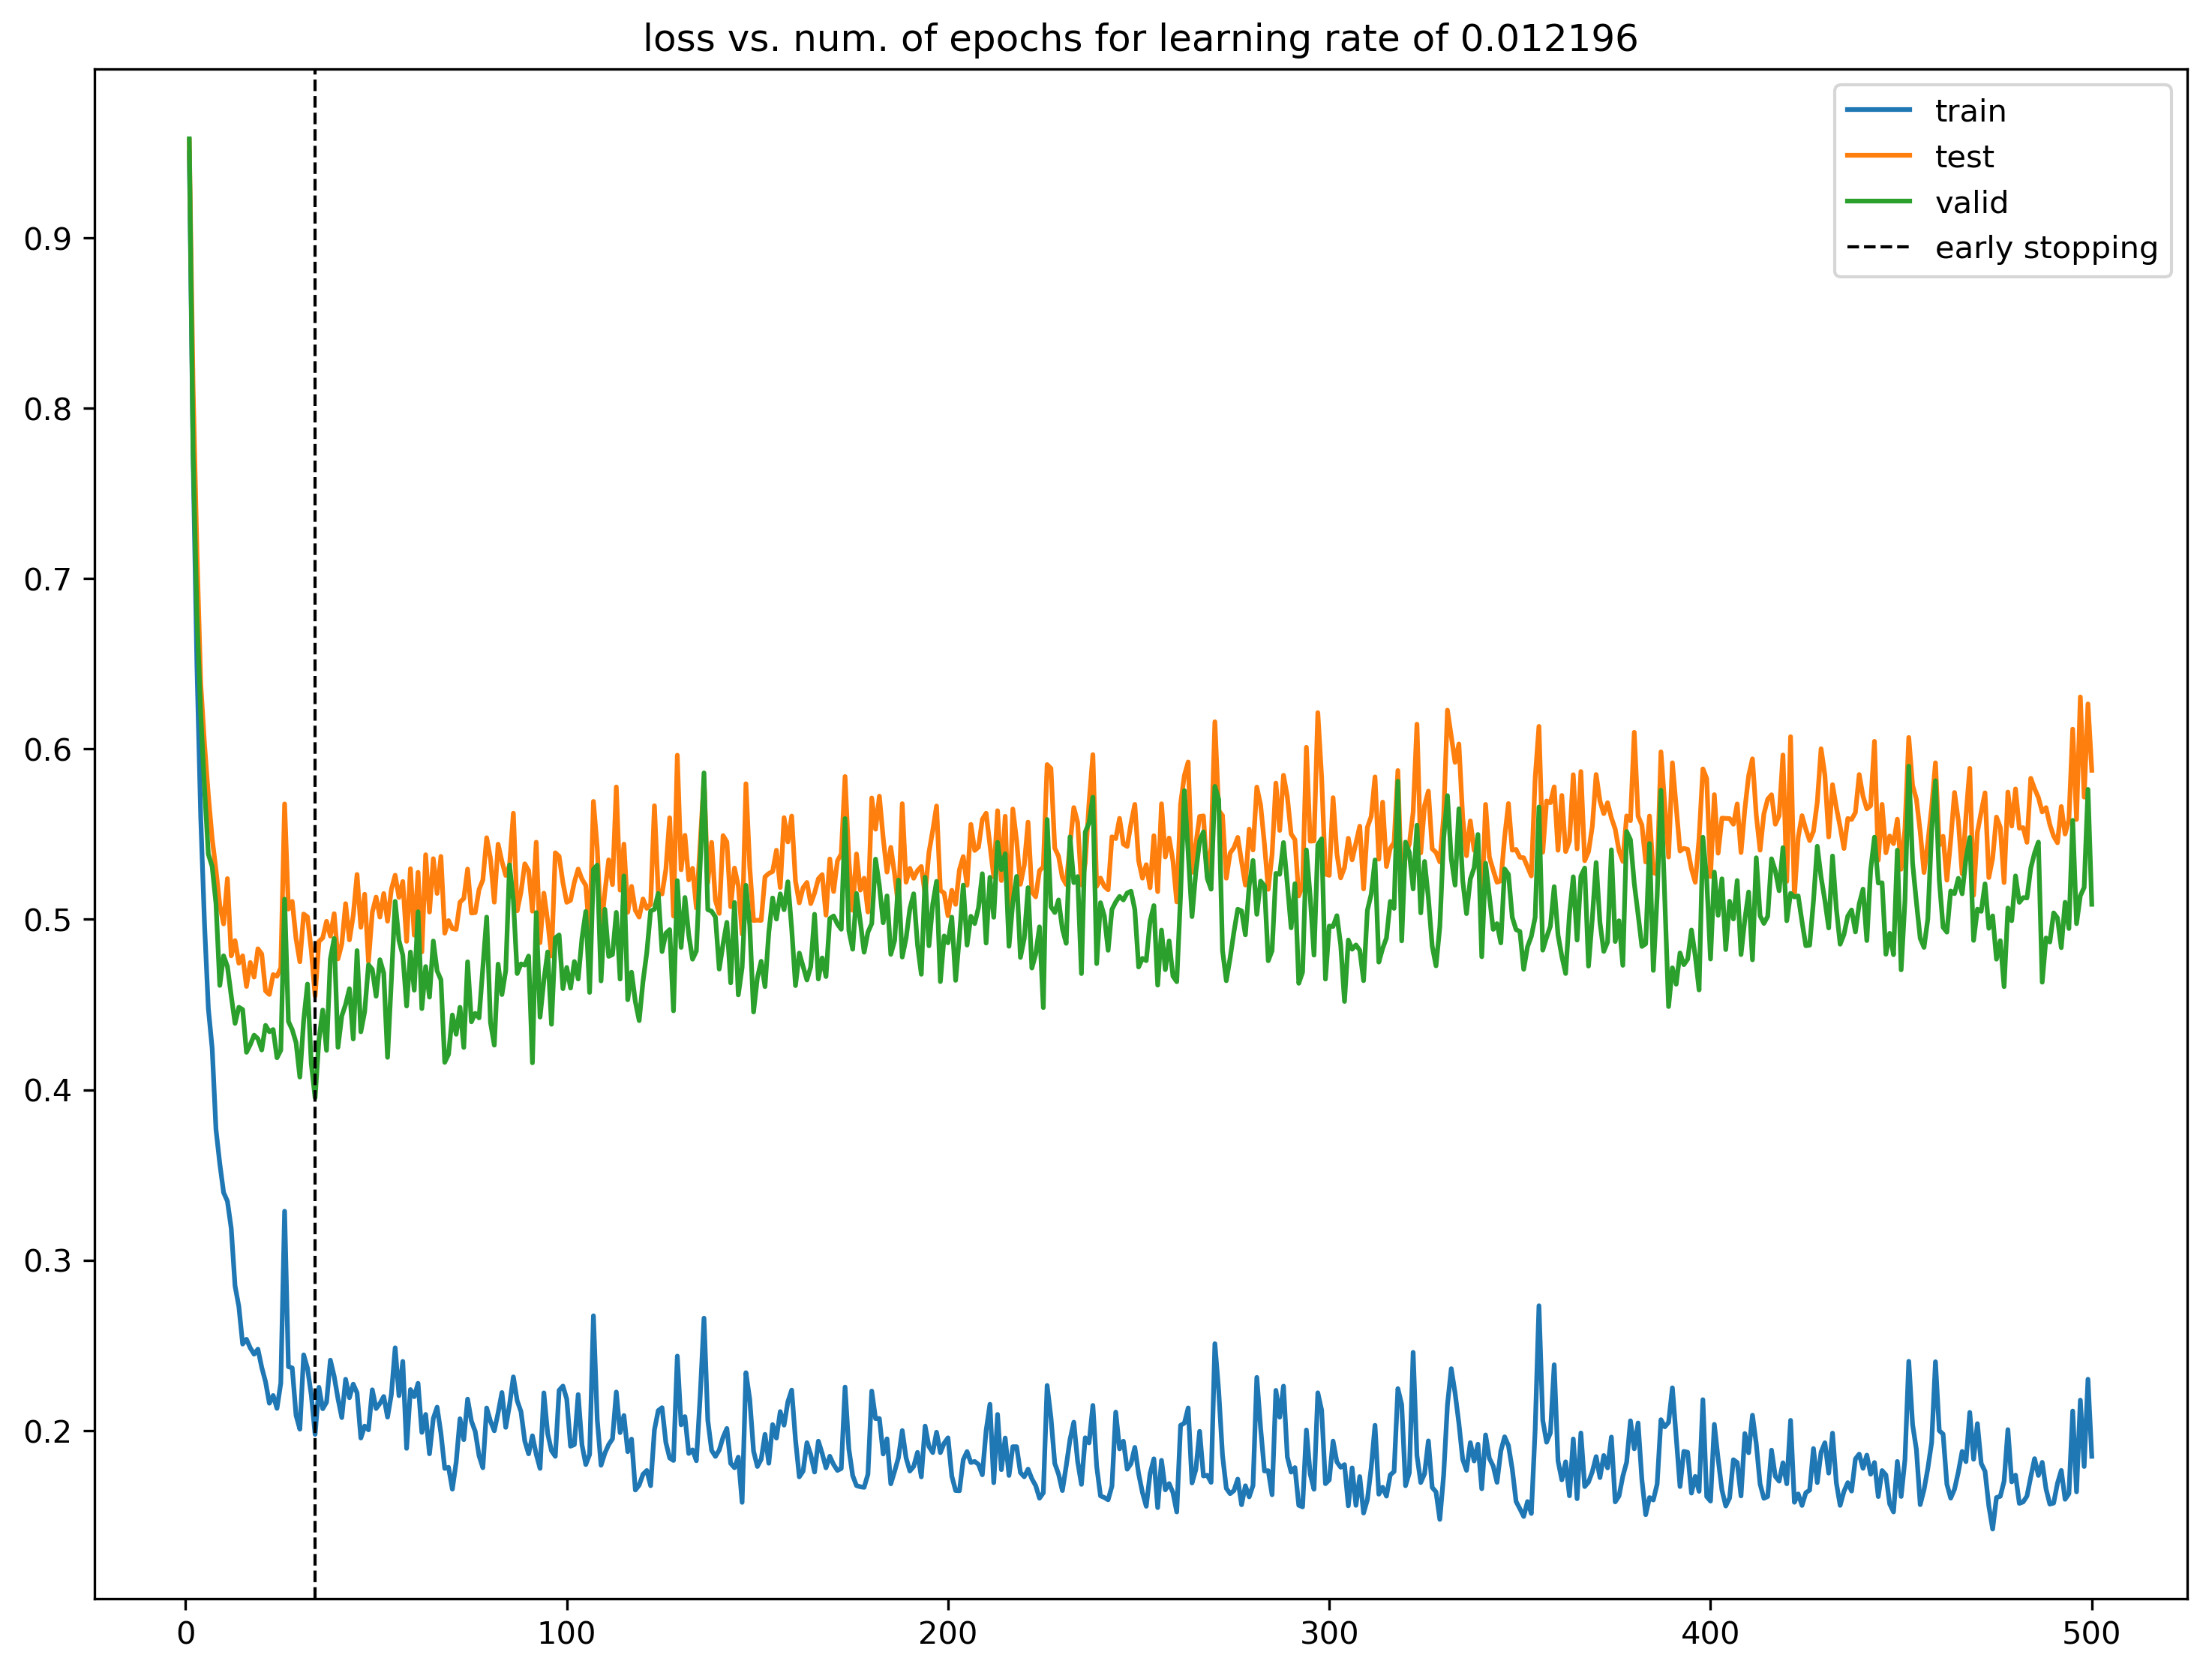 loss vs. num. of epochs for learning rate of 0.012196
train
test
valid
early stopping
0.9
0.8
0.7
0.6
0.5
0.4
0.3
0.2
0 100 200 300 400 500